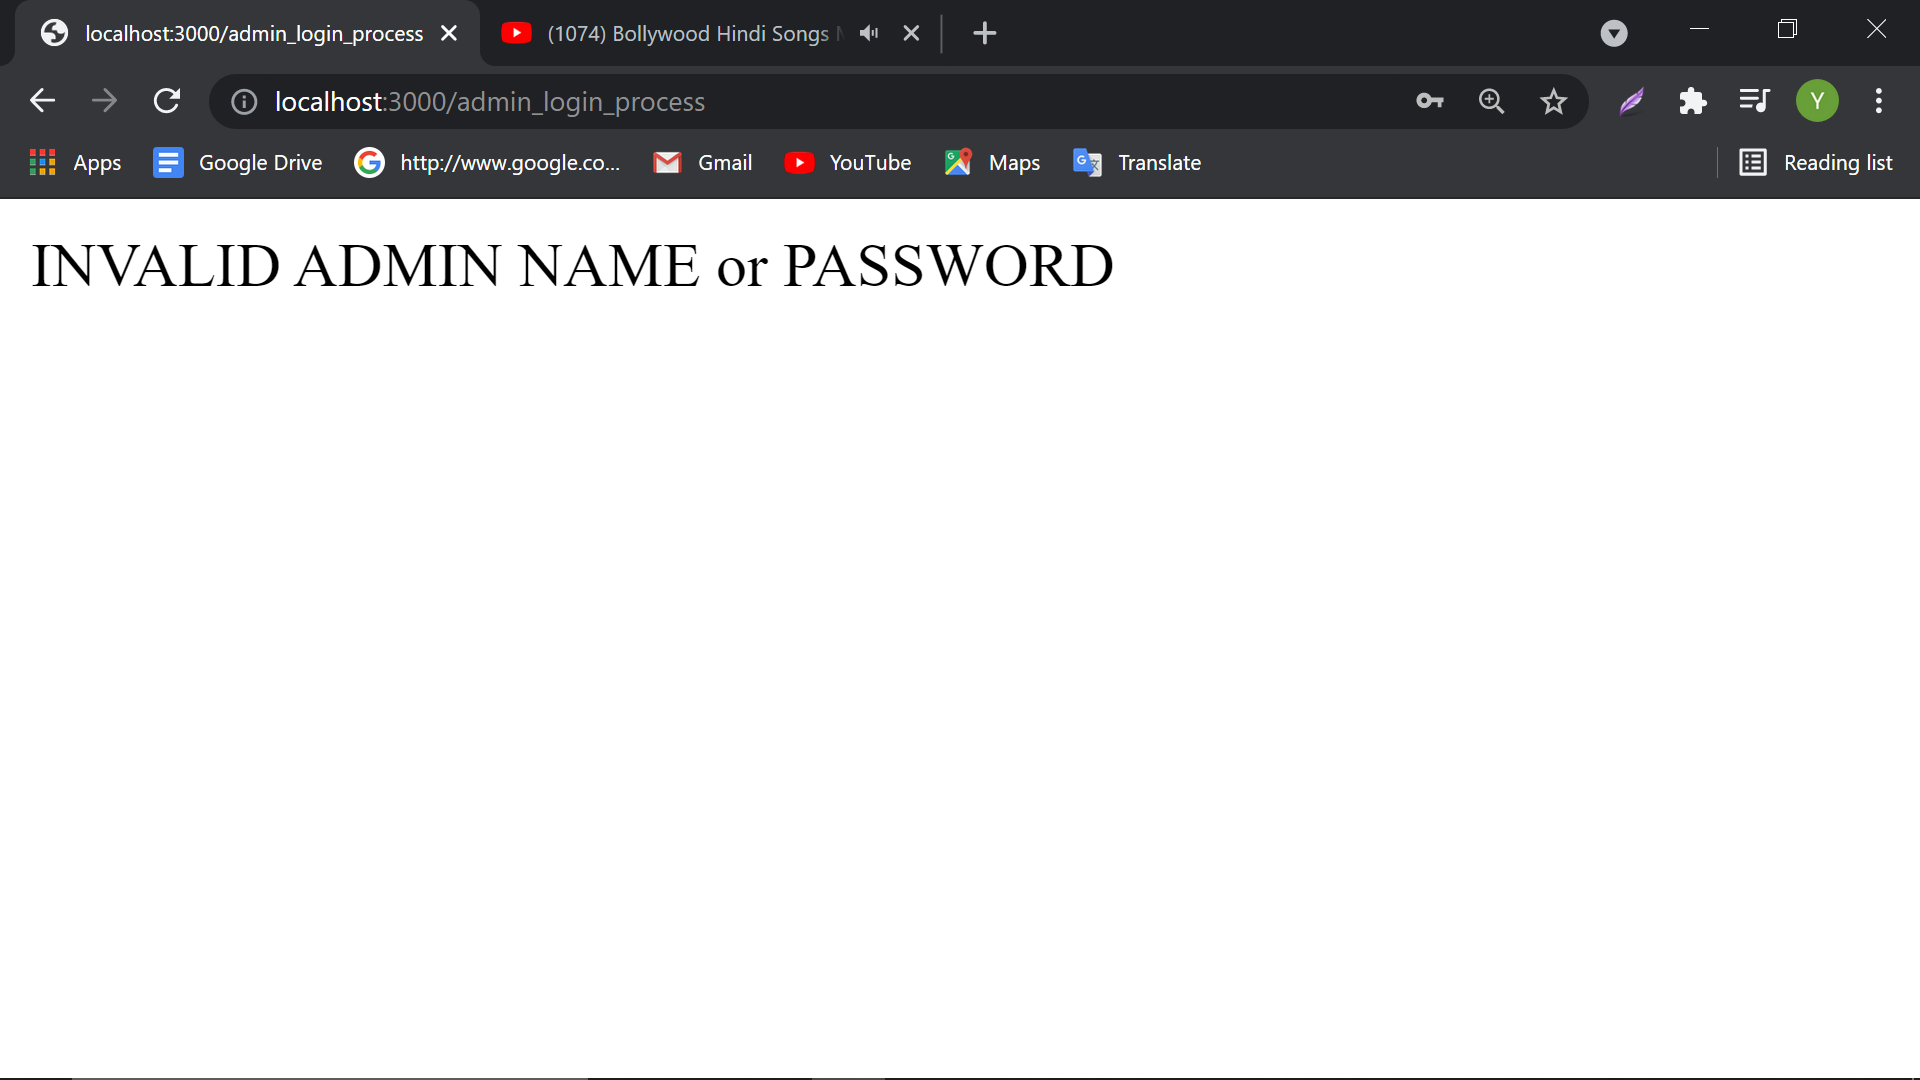 localhost:3000/admin_login_process
(1074) Bollywood Hindi Songs
localhost:3000/admin_login_process
Y
Apps
Google Drive
http://www.google.co...
Gmail
YouTube
Maps
Translate
Reading list
INVALID ADMIN NAME or PASSWORD